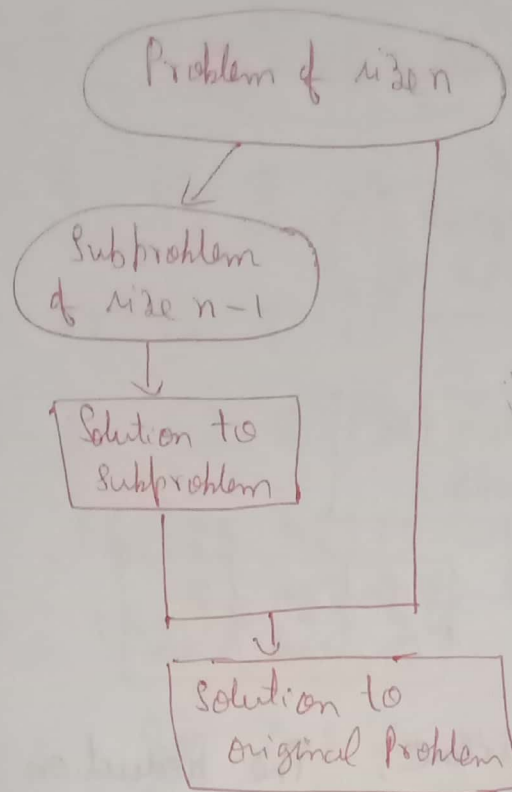 Problem of size n
Subproblem
of size n-1
Solution to
Subproblem
Solution to
original Problem